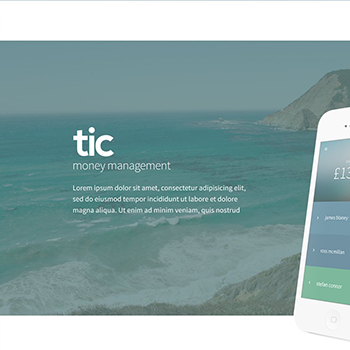 tic
money management
Lorem ipsum dolor sit amet, consectetur adipisicing elit,
sed do eiusmod tempor incididunt ut labore et dolore
magna aliqua. Ut enim ad minim veniam, quis nostrud
£13
james blaney
ross mcmillan
stefan connor